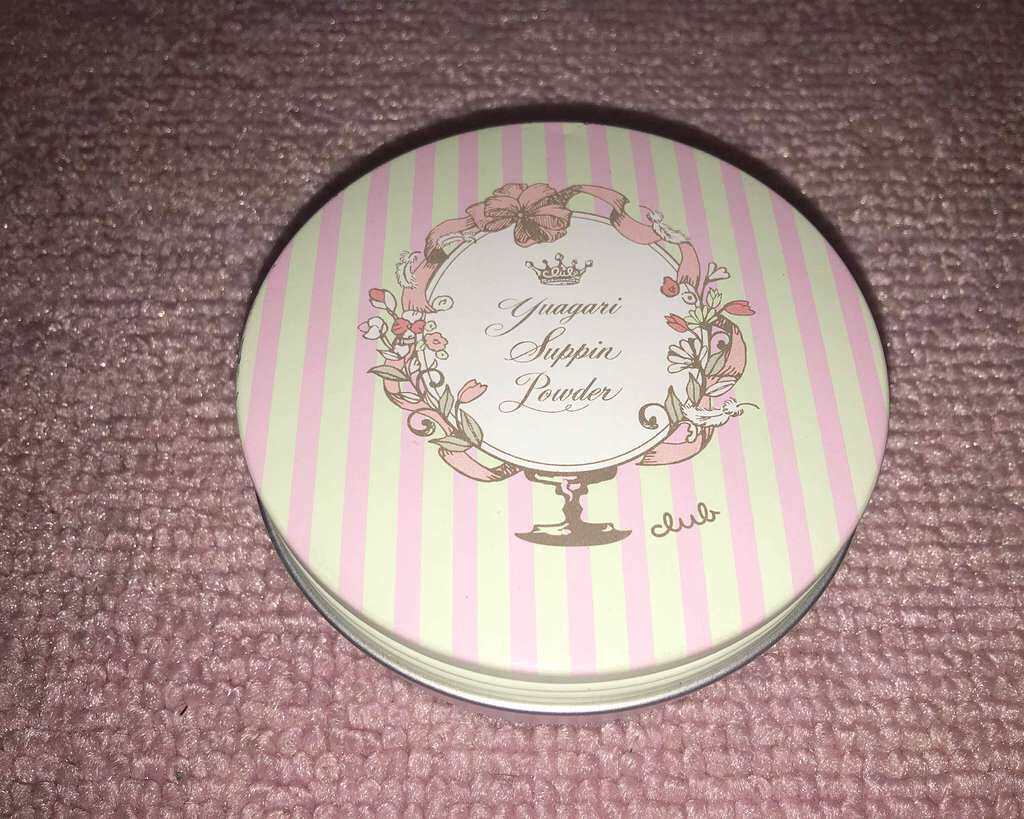 Yuagari
Suppin
Powder
club